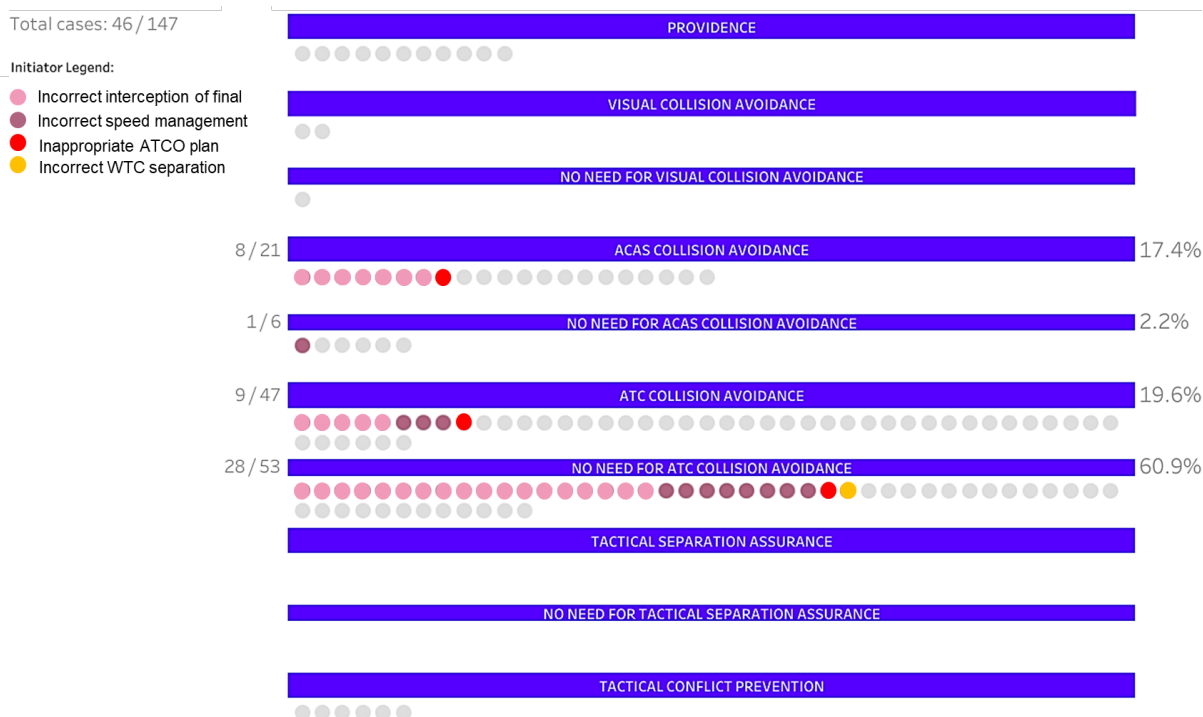 Total cases: 46/147
Initiator Legend:
Incorrect interception of final
Incorrect speed management
Inappropriate ATCO plan
Incorrect WTC separation
PROVIDENCE
VISUAL COLLISION AVOIDANCE
NO NEED FOR VISUAL COLLISION AVOIDANCE
8/21 ACAS COLLISION AVOIDANCE 17.4%
1/6 NO NEED FOR ACAS COLLISION AVOIDANCE 2.2%
9/47 ATC COLLISION AVOIDANCE 19.6%
28/53 NO NEED FOR ATC COLLISION AVOIDANCE 60.9%
TACTICAL SEPARATION ASSURANCE
NO NEED FOR TACTICAL SEPARATION ASSURANCE
TACTICAL CONFLICT PREVENTION